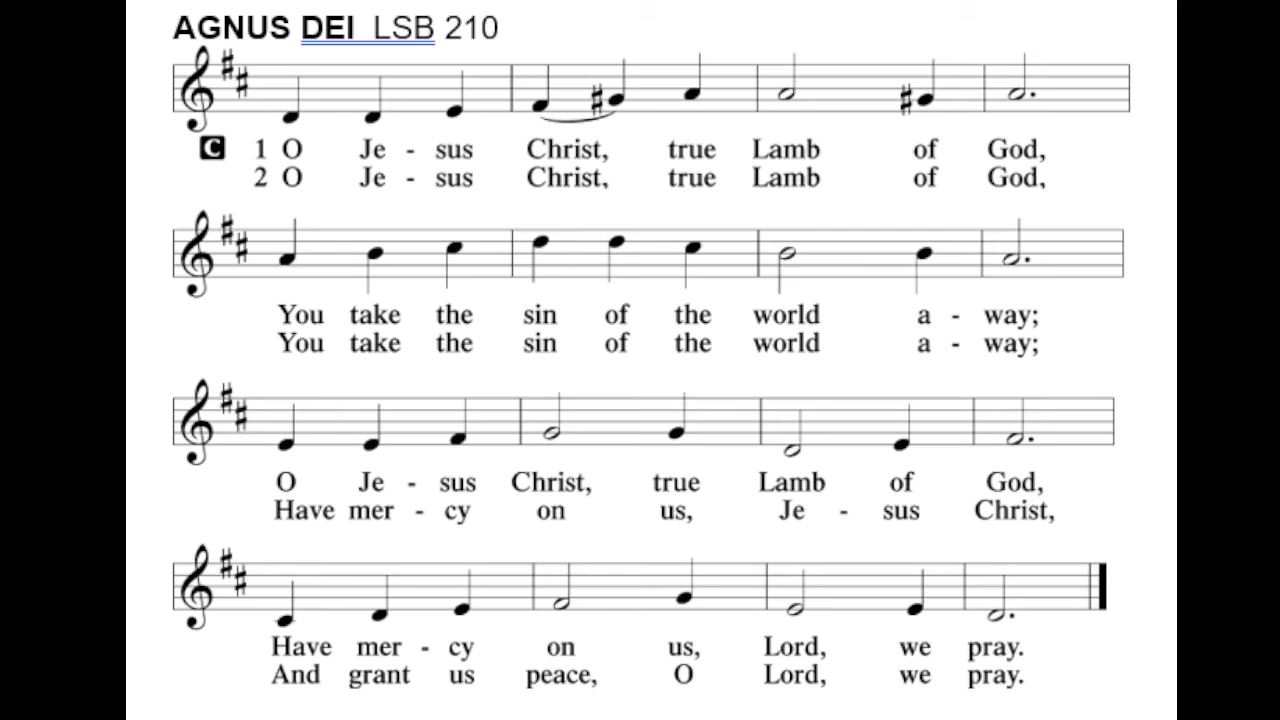 AGNUS DEI LSB 210
C 1 O Je - sus Christ, true Lamb of God,
2 O Je - sus Christ, true Lamb of God,
You take the sin of the world a - way;
You take the sin of the world a - way;
O Je - sus Christ, true Lamb of God,
Have mer - cy on us, Je - sus Christ,
Have mer - cy on us, Lord, we pray.
And grant us peace, O Lord, we pray.